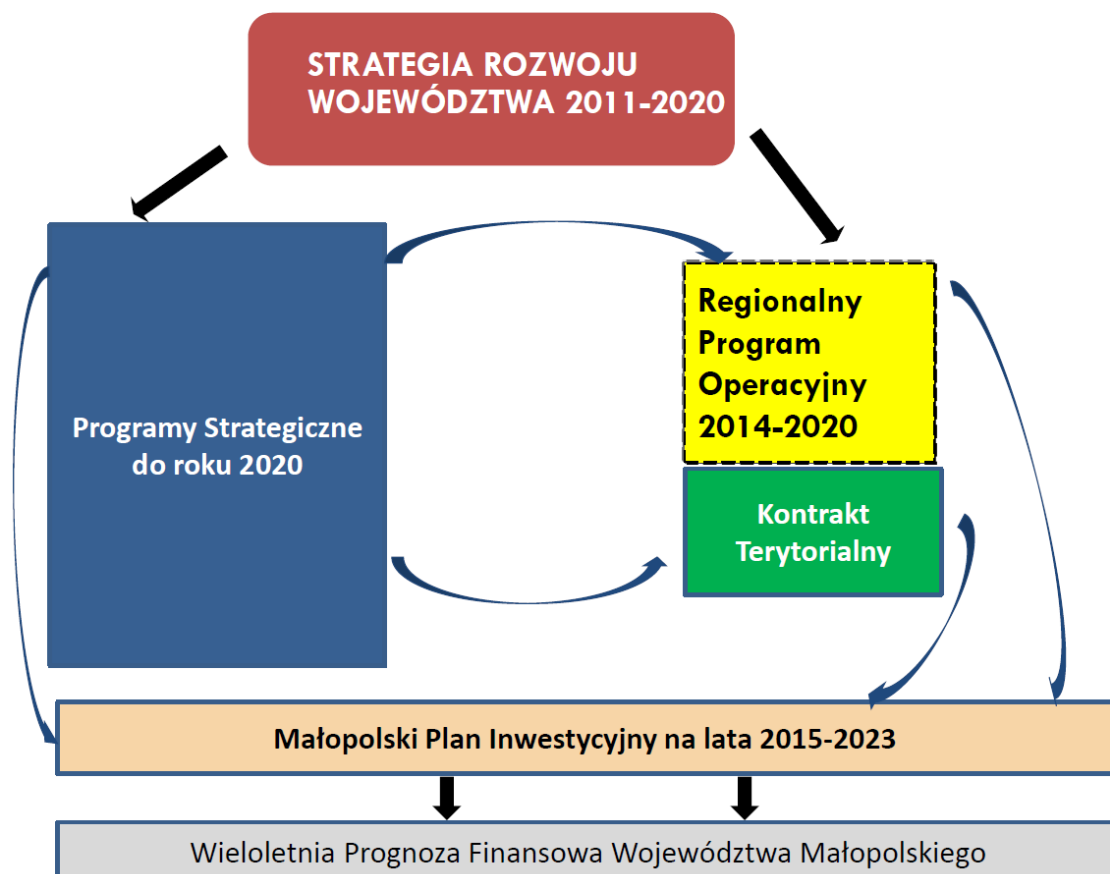 STRATEGIA ROZWOJU
WOJEWÓDZTWA 2011-2020
Programy Strategiczne
do roku 2020
Regionalny
Program
Operacyjny
2014-2020
Kontrakt
Terytorialny
Małopolski Plan Inwestycyjny na lata 2015-2023
Wieloletnia Prognoza Finansowa Województwa Małopolskiego